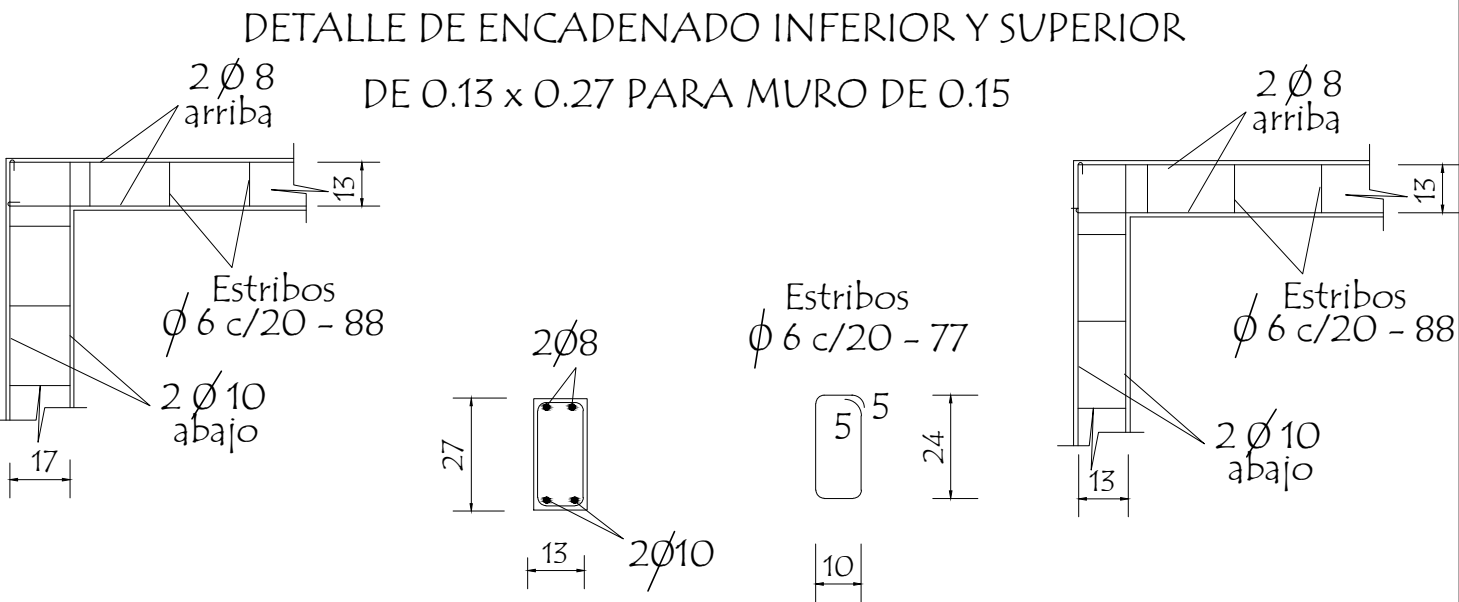 DETALLE DE ENCADENADO INFERIOR Y SUPERIOR
DE 0.13 x 0.27 PARA MURO DE 0.15
2 Ø 8
arriba
13
Estribos
Ø 6 c/20 - 88
2 Ø 10
abajo
17
2Ø8
27
13
2Ø10
Estribos
Ø 6 c/20 - 77
5
5
24
10
2 Ø 8
arriba
13
Estribos
Ø 6 c/20 - 88
2 Ø 10
abajo
13